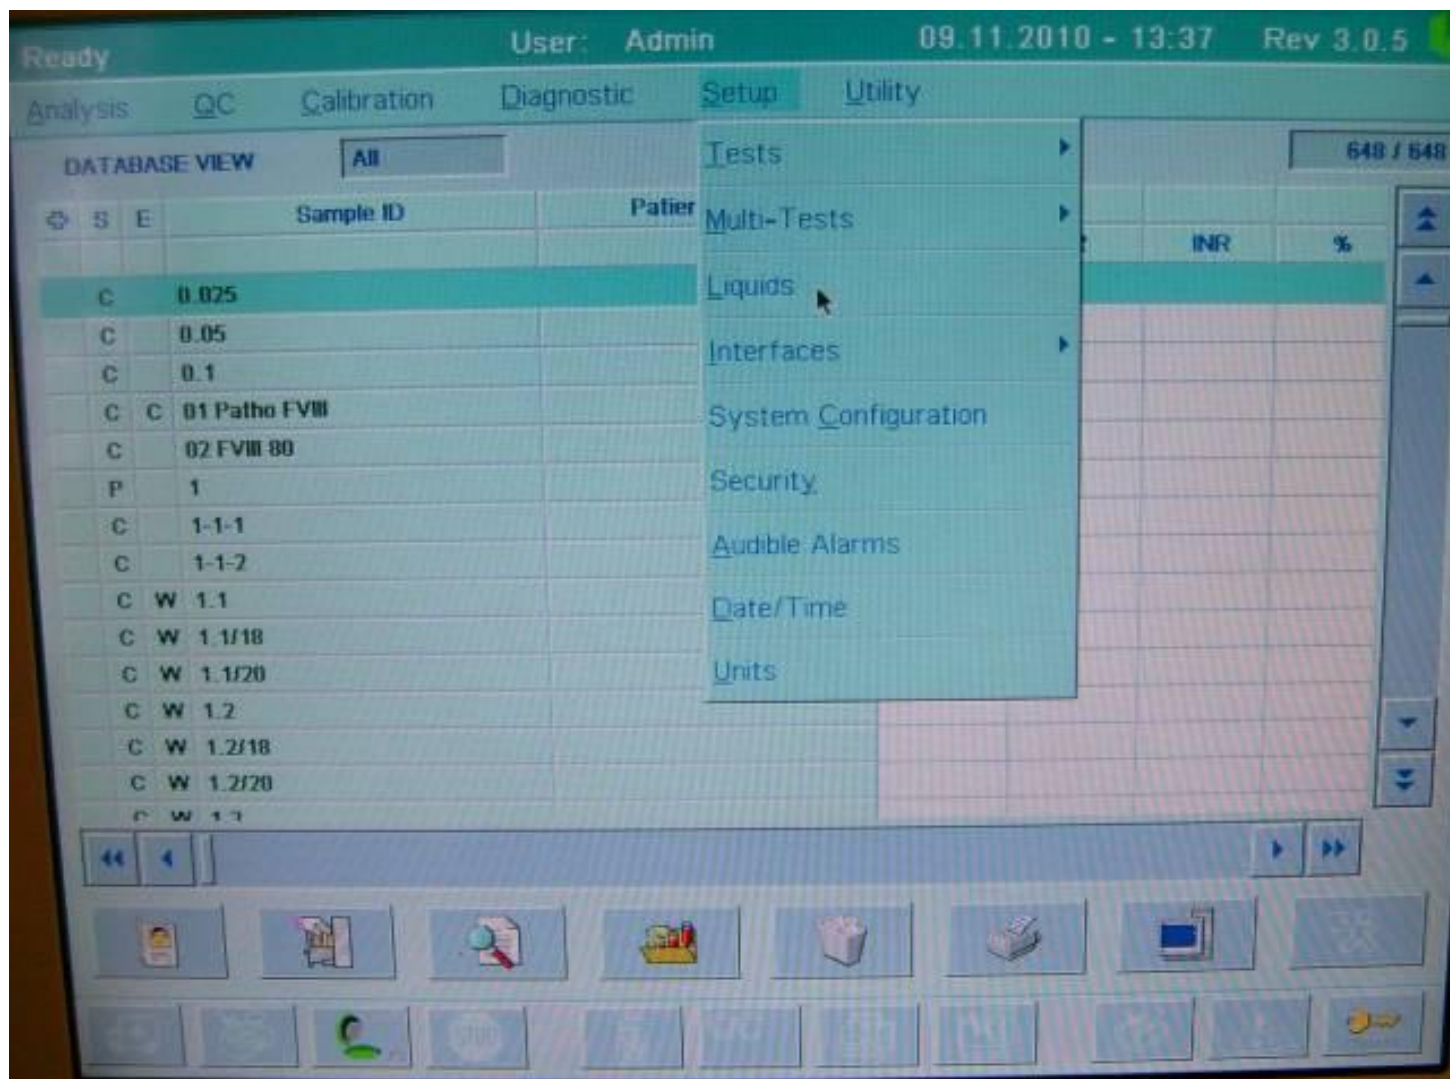 Ready User: Admin 09.11.2010 - 13:37 Rev 3.0.5
Analysis QC Calibration Diagnostic Setup Utility
DATABASE VIEW All 648 / 648
S E Sample ID Patier
INR %
C 0.025
C 0.05
C 0.1
C C 01 Patho FVIII
C 02 FVIII 80
P 1
C 1-1-1
C 1-1-2
C W 1.1
C W 1.1/18
C W 1.1/20
C W 1.2
C W 1.2/18
C W 1.2/20
Tests
Multi-Tests
Liquids
Interfaces
System Configuration
Security
Audible Alarms
Date/Time
Units
STOP